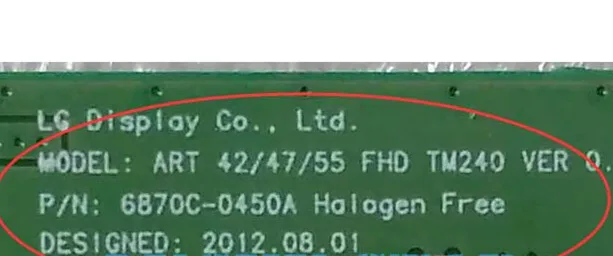 LG Display Co., Ltd.
MODEL: ART 42/47/55 FHD TM240 VER 0.
P/N: 6870C-0450A Halogen Free
DESIGNED: 2012.08.01